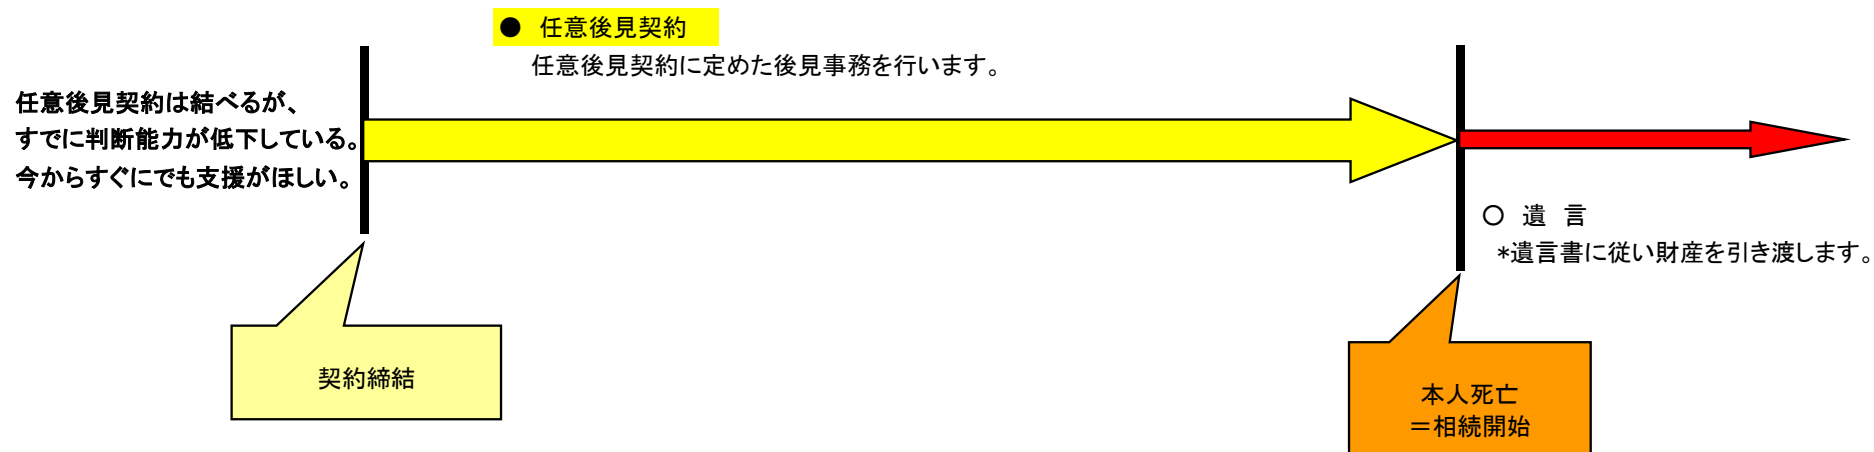 ● 任意後見契約
任意後見契約に定めた後見事務を行います。
任意後見契約は結べるが、
すでに判断能力が低下している。
今からすぐにでも支援がほしい。
○ 遺 言
*遺言書に従い財産を引き渡します。
契約締結
本人死亡
＝相続開始